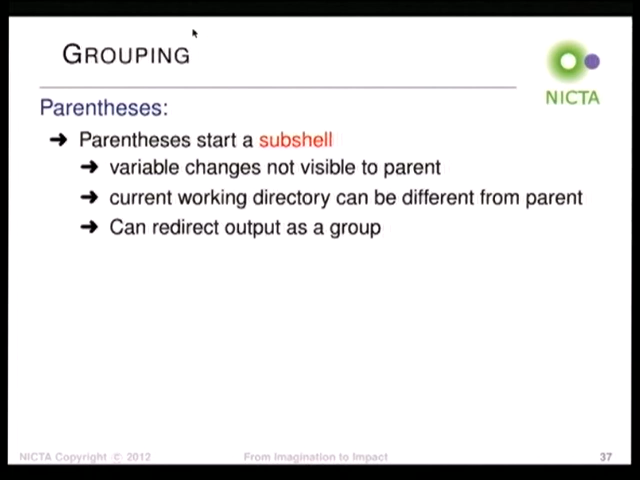 GROUPING
NICTA
Parentheses:
➔ Parentheses start a subshell
➔ variable changes not visible to parent
➔ current working directory can be different from parent
➔ Can redirect output as a group
NICTA Copyright © 2012 From Imagination to Impact 37